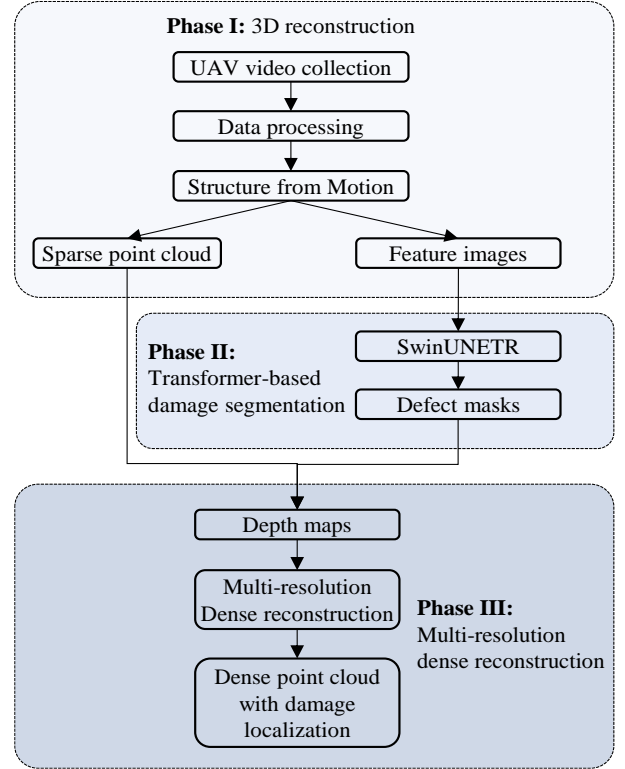 Phase I: 3D reconstruction
UAV video collection
Data processing
Structure from Motion
Sparse point cloud
Feature images
Phase II:
Transformer-based
damage segmentation
SwinUNETR
Defect masks
Depth maps
Multi-resolution
Dense reconstruction
Phase III:
Multi-resolution
dense reconstruction
Dense point cloud
with damage
localization